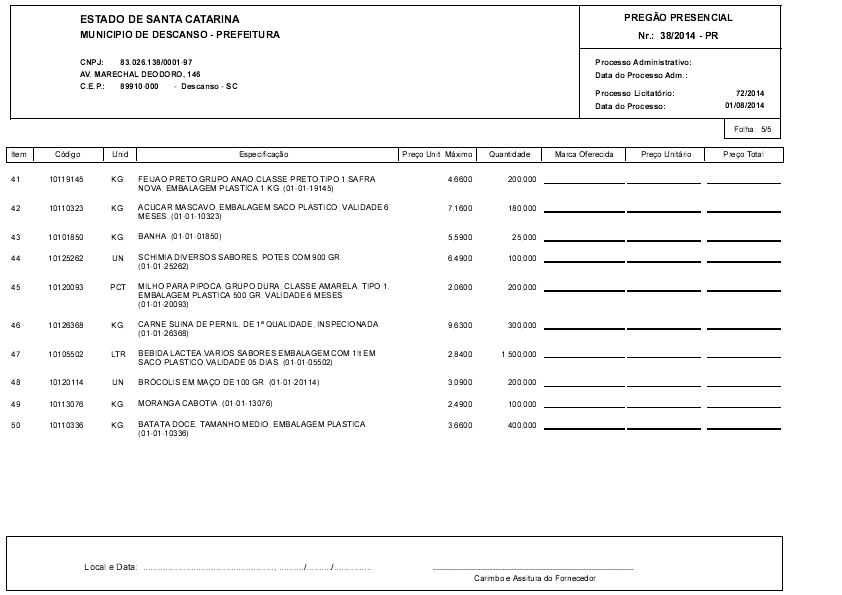 ESTADO DE SANTA CATARINA
MUNICIPIO DE DESCANSO - PREFEITURA
CNPJ: 83.026.138/0001-97
AV. MARECHAL DEODORO, 146
C.E.P.: 89910-000 - Descanso - SC
PREGÃO PRESENCIAL
Nr.: 38/2014 - PR
Processo Administrativo:
Data do Processo Adm.:
Processo Licitatório: 72/2014
Data do Processo: 01/08/2014
Folha: 5/5
Item Código Unid Especificação Preço Unit. Máximo Quantidade Marca Oferecida Preço Unitário Preço Total
41 10119145 KG. FEIJAO PRETO,GRUPO ANAO,CLASSE PRETO,TIPO 1,SAFRA 4,6600 200,000
NOVA, EMBALAGEM PLASTICA 1 KG. (01-01-19145)
42 10110323 KG. ACUCAR MASCAVO, EMBALAGEM SACO PLASTICO, VALIDADE 6 7,1600 180,000
MESES. (01-01-10323)
43 10101850 KG. BANHA. (01-01-01850) 5,5900 25,000
44 10125262 UN SCHIMIA DIVERSOS SABORES, POTES COM 900 GR. 6,4900 100,000
(01-01-25262)
45 10120093 PCT MILHO PARA PIPOCA, GRUPO DURA, CLASSE AMARELA, TIPO 1, 2,0600 200,000
EMBALAGEM PLASTICA 500 GR, VALIDADE 6 MESES.
(01-01-20093)
46 10126368 KG. CARNE SUINA DE PERNIL, DE 1ª QUALIDADE, INSPECIONADA. 9,6300 300,000
(01-01-26368)
47 10105502 LTR BEBIDA LACTEA,VARIOS SABORES,EMBALAGEM COM 1lt EM 2,8400 1.500,000
SACO PLASTICO,VALIDADE 05 DIAS. (01-01-05502)
48 10120114 UN BRÓCOLIS EM MAÇO DE 100 GR. (01-01-20114) 3,0900 200,000
49 10113076 KG. MORANGA CABOTIA. (01-01-13076) 2,4900 100,000
50 10110336 KG. BATATA DOCE, TAMANHO MEDIO, EMBALAGEM PLASTICA. 3,6600 400,000
(01-01-10336)
Local e Data: ......................................................, ........../........../...............
Carimbo e Assitura do Fornecedor